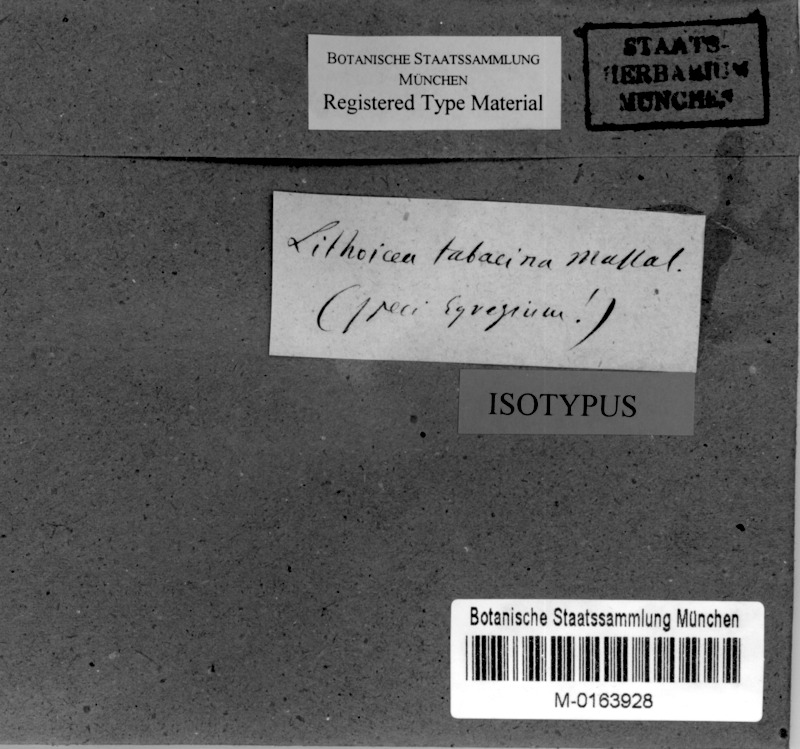 BOTANISCHE STAATSSAMMLUNG
MÜNCHEN
Registered Type Material
STAATS-
HERBARIUM
MÜNCHEN
Lithoicea tabacina Massal.
(speci egregium!)
ISOTYPUS
Botanische Staatssammlung München
M-0163928